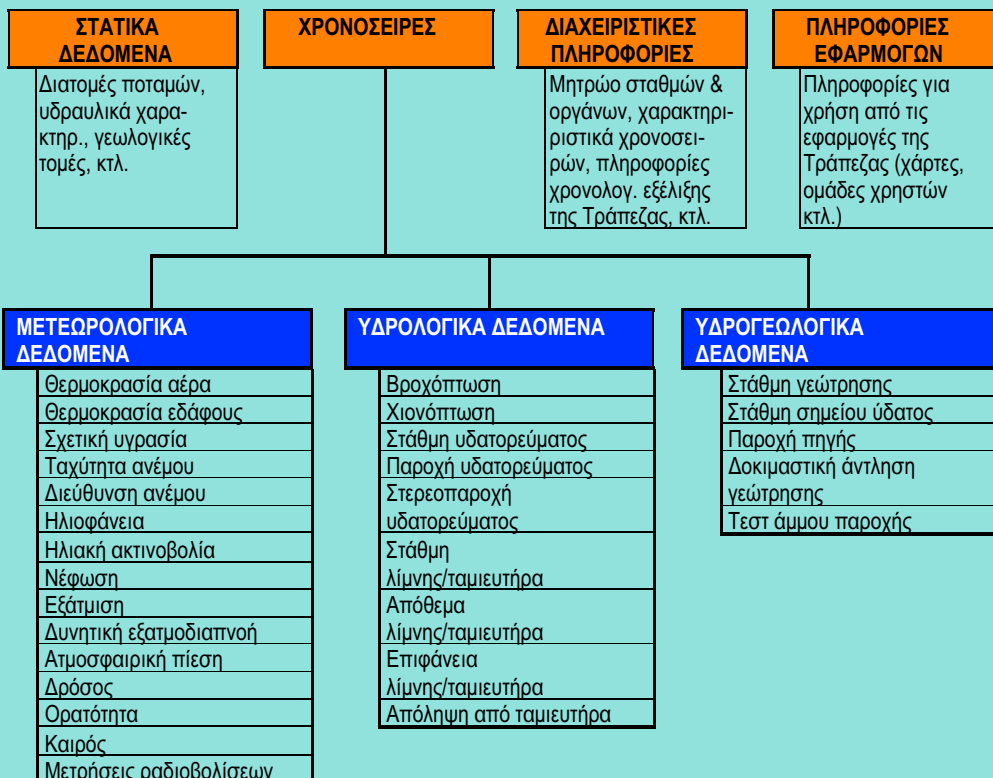 ΣΤΑΤΙΚΑ
ΔΕΔΟΜΕΝΑ
Διατομές ποταμών,
υδραυλικά χαρα-
κτηρ., γεωλογικές
τομές, κτλ.
ΧΡΟΝΟΣΕΙΡΕΣ
ΔΙΑΧΕΙΡΙΣΤΙΚΕΣ
ΠΛΗΡΟΦΟΡΙΕΣ
Μητρώο σταθμών &
οργάνων, χαρακτηρι-
ριστικά χρονοσει-
ρών, πληροφορίες
χρονολογ. εξέλιξης
της Τράπεζας, κτλ.
ΠΛΗΡΟΦΟΡΙΕΣ
ΕΦΑΡΜΟΓΩΝ
Πληροφορίες για
χρήση από τις
εφαρμογές της
Τράπεζας (χάρτες,
ομάδες χρηστών
κτλ.)
ΜΕΤΕΩΡΟΛΟΓΙΚΑ
ΔΕΔΟΜΕΝΑ
Θερμοκρασία αέρα
Θερμοκρασία εδάφους
Σχετική υγρασία
Ταχύτητα ανέμου
Διεύθυνση ανέμου
Ηλιοφάνεια
Ηλιακή ακτινοβολία
Νέφωση
Εξάτμιση
Δυνητική εξατμοδιαπνοή
Ατμοσφαιρική πίεση
Δρόσος
Ορατότητα
Καιρός
Μετρήσεις ραδιοβολίσεων
ΥΔΡΟΛΟΓΙΚΑ ΔΕΔΟΜΕΝΑ
Βροχόπτωση
Χιονόπτωση
Στάθμη υδατορεύματος
Παροχή υδατορεύματος
Στερεοπαροχή
υδατορεύματος
Στάθμη
λίμνης/ταμιευτήρα
Απόθεμα
λίμνης/ταμιευτήρα
Επιφάνεια
λίμνης/ταμιευτήρα
Απόληψη από ταμιευτήρα
ΥΔΡΟΓΕΩΛΟΓΙΚΑ
ΔΕΔΟΜΕΝΑ
Στάθμη γεώτρησης
Στάθμη σημείου ύδατος
Παροχή πηγής
Δοκιμαστική άντληση
γεώτρησης
Τεστ άμμου παροχής